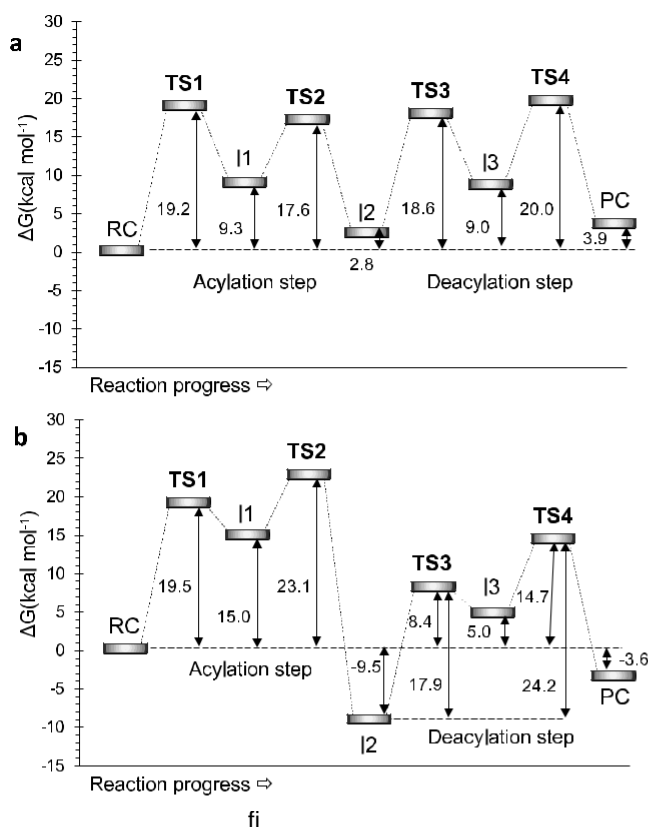 a
ΔG(kcal mol⁻¹)
30
25
20
15
10
5
0
-5
-10
-15
RC
TS1
I1
TS2
I2
TS3
I3
TS4
PC
19.2
9.3
17.6
2.8
18.6
9.0
20.0
3.9
Acylation step
Deacylation step
Reaction progress ⇨
b
ΔG(kcal mol⁻¹)
30
25
20
15
10
5
0
-5
-10
-15
RC
TS1
I1
TS2
I2
TS3
I3
TS4
PC
19.5
15.0
23.1
-9.5
8.4
17.9
5.0
14.7
24.2
-3.6
Acylation step
Deacylation step
Reaction progress ⇨
fi